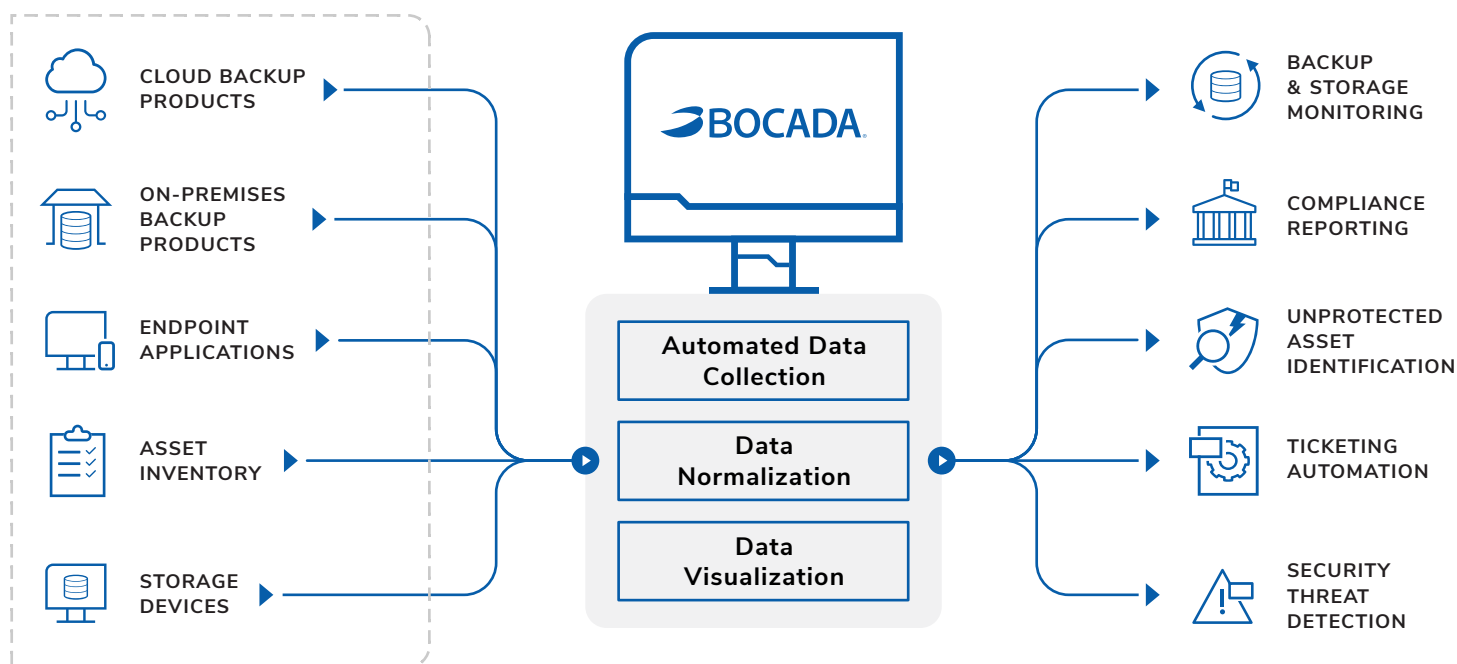 CLOUD BACKUP
PRODUCTS
ON-PREMISES
BACKUP
PRODUCTS
ENDPOINT
APPLICATIONS
ASSET
INVENTORY
STORAGE
DEVICES
BOCADA
Automated Data
Collection
Data
Normalization
Data
Visualization
BACKUP
& STORAGE
MONITORING
COMPLIANCE
REPORTING
UNPROTECTED
ASSET
IDENTIFICATION
TICKETING
AUTOMATION
SECURITY
THREAT
DETECTION